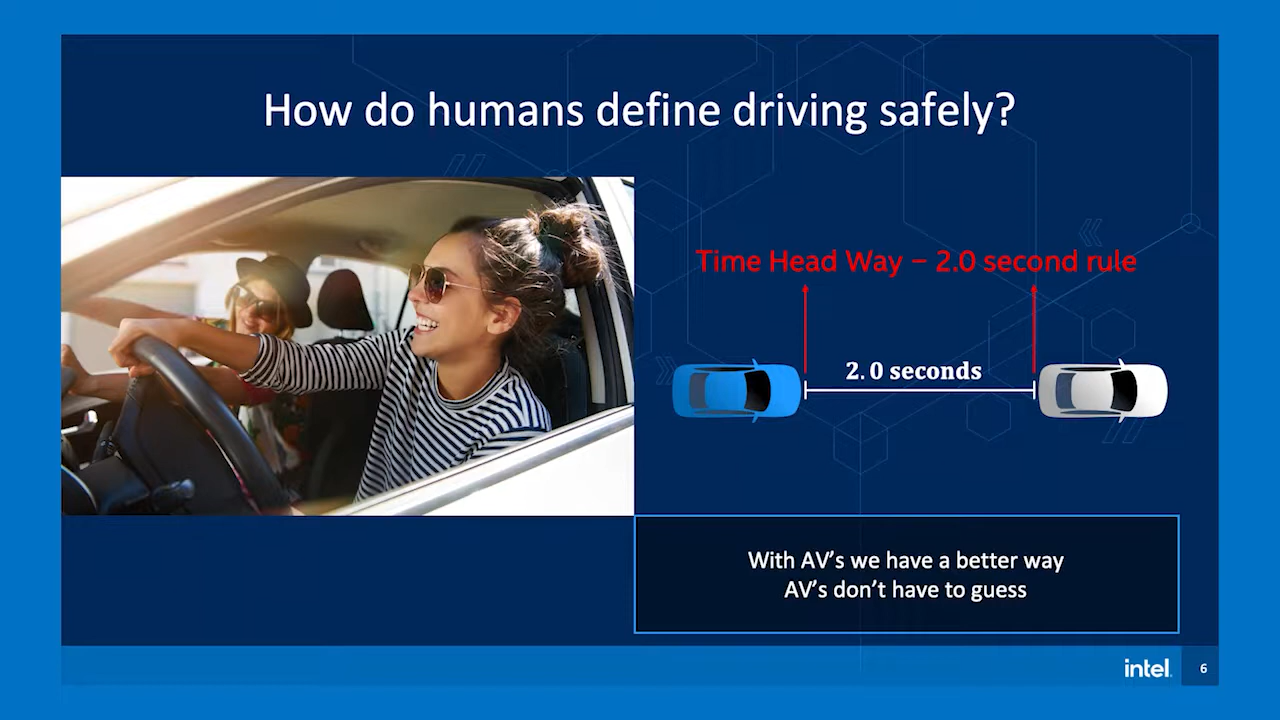 How do humans define driving safely?
Time Head Way – 2.0 second rule
2.0 seconds
With AV’s we have a better way
AV’s don’t have to guess
intel.
6